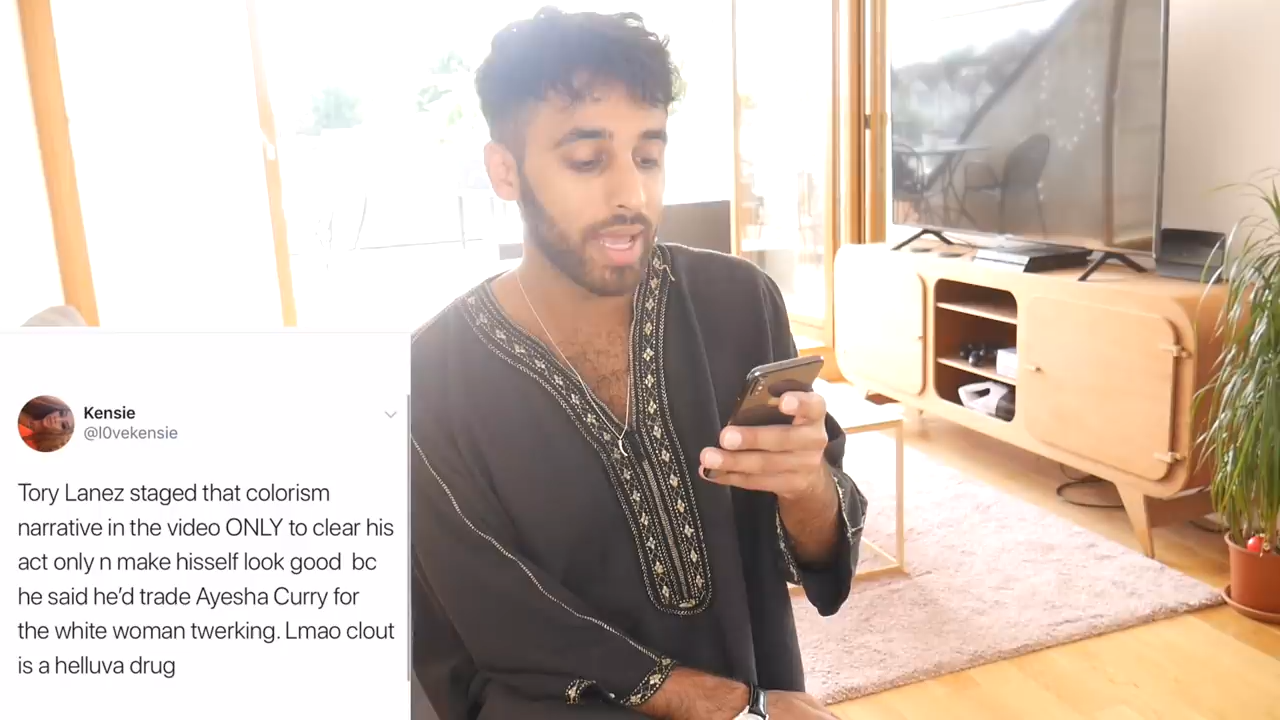 Kensie
@l0vekensie
Tory Lanez staged that colorism
narrative in the video ONLY to clear his
act only n make hisself look good  bc
he said he'd trade Ayesha Curry for
the white woman twerking. Lmao clout
is a helluva drug